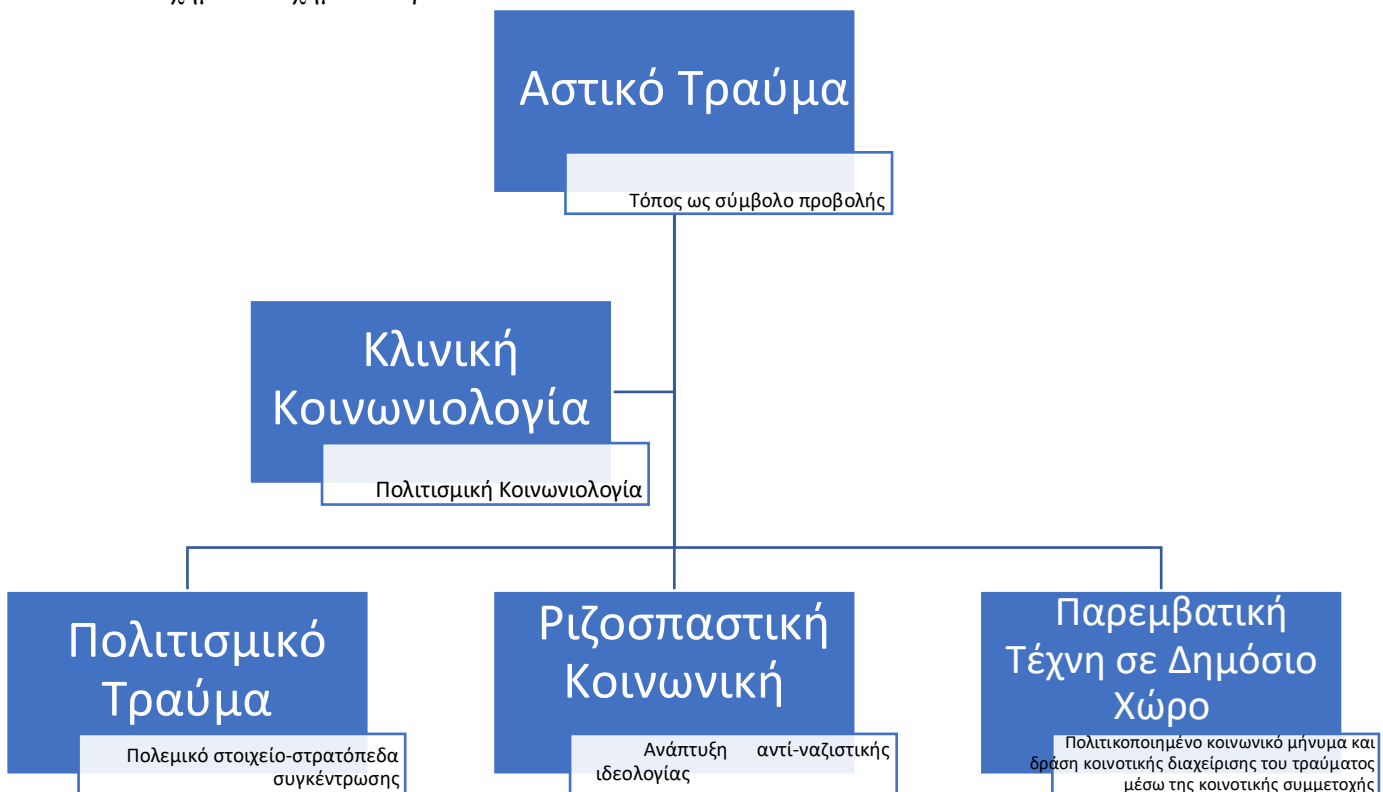 Αστικό Τραύμα
Τόπος ως σύμβολο προβολής
Κλινική
Κοινωνιολογία
Πολιτισμική Κοινωνιολογία
Πολιτισμικό
Τραύμα
Πολεμικό στοιχείο-στρατόπεδα
συγκέντρωσης
Ριζοσπαστική
Κοινωνική
Ανάπτυξη αντί-ναζιστικής
ιδεολογίας
Παρεμβατική
Τέχνη σε Δημόσιο
Χώρο
Πολιτικοποιημένο κοινωνικό μήνυμα και
δράση κοινοτικής διαχείρισης του τραύματος
μέσω της κοινοτικής συμμετοχής